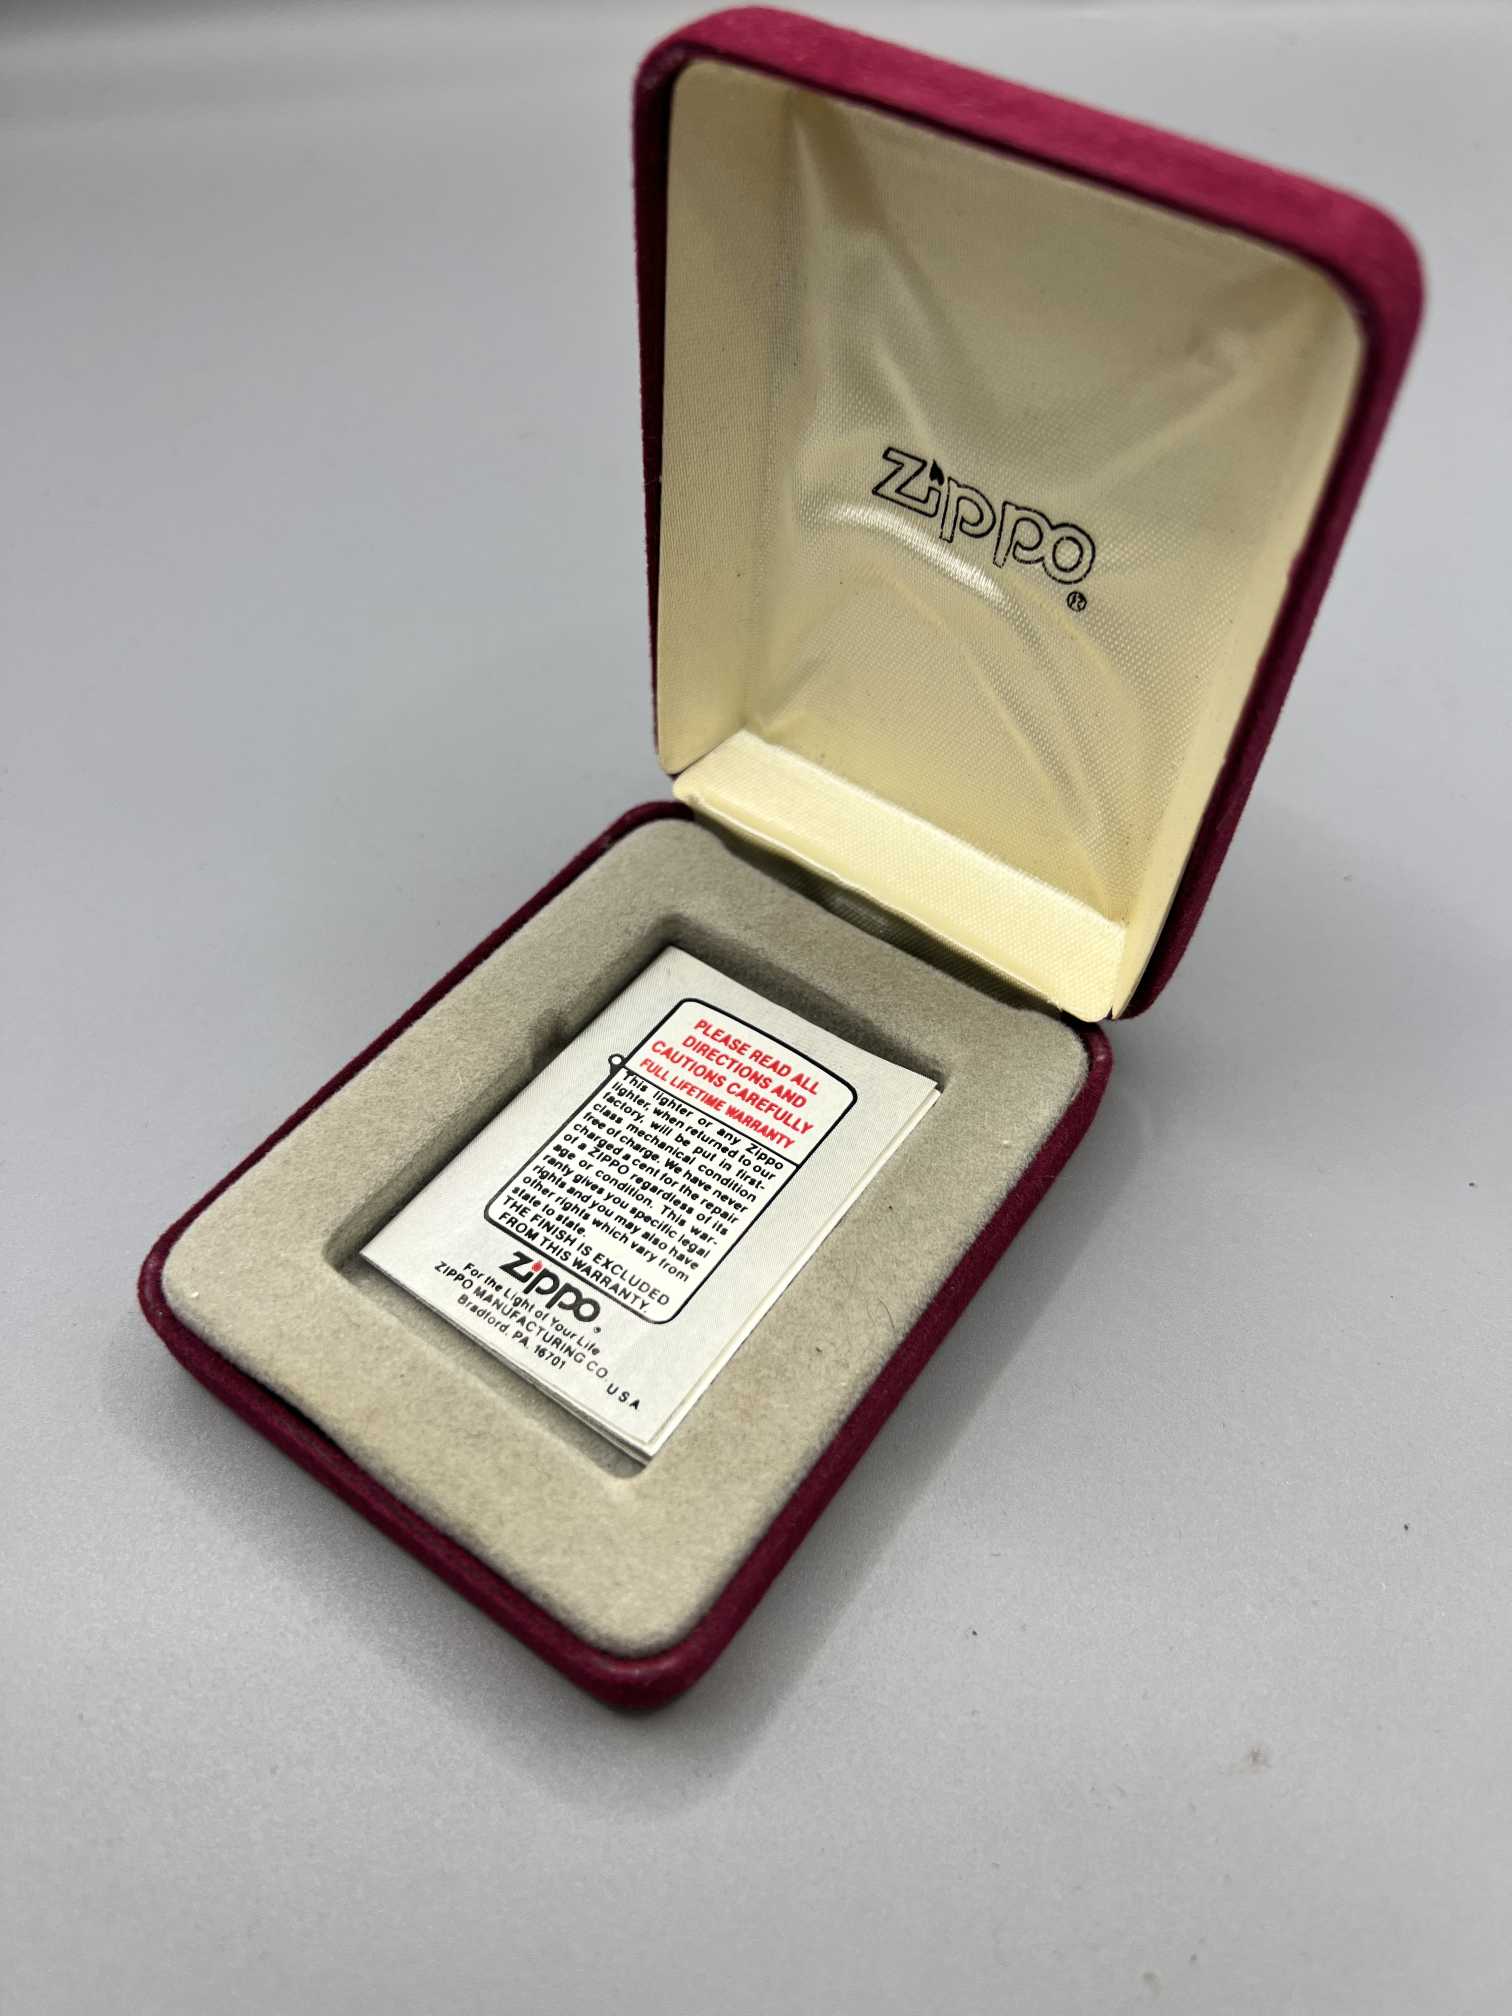 Zippo
®
PLEASE READ ALL
DIRECTIONS AND
CAUTIONS CAREFULLY
FULL LIFETIME WARRANTY
This lighter or any Zippo
lighter, when returned to our
factory, will be put in first-
class mechanical condition
free of charge. We have never
charged a cent for the repair
of a ZIPPO regardless of its
age or condition. This war-
ranty gives you specific legal
rights and you may also have
other rights which vary from
state to state.
THE FINISH IS EXCLUDED
FROM THIS WARRANTY.
Zippo®
For the Light of Your Life
ZIPPO MANUFACTURING CO.
Bradford, PA. 16701
USA